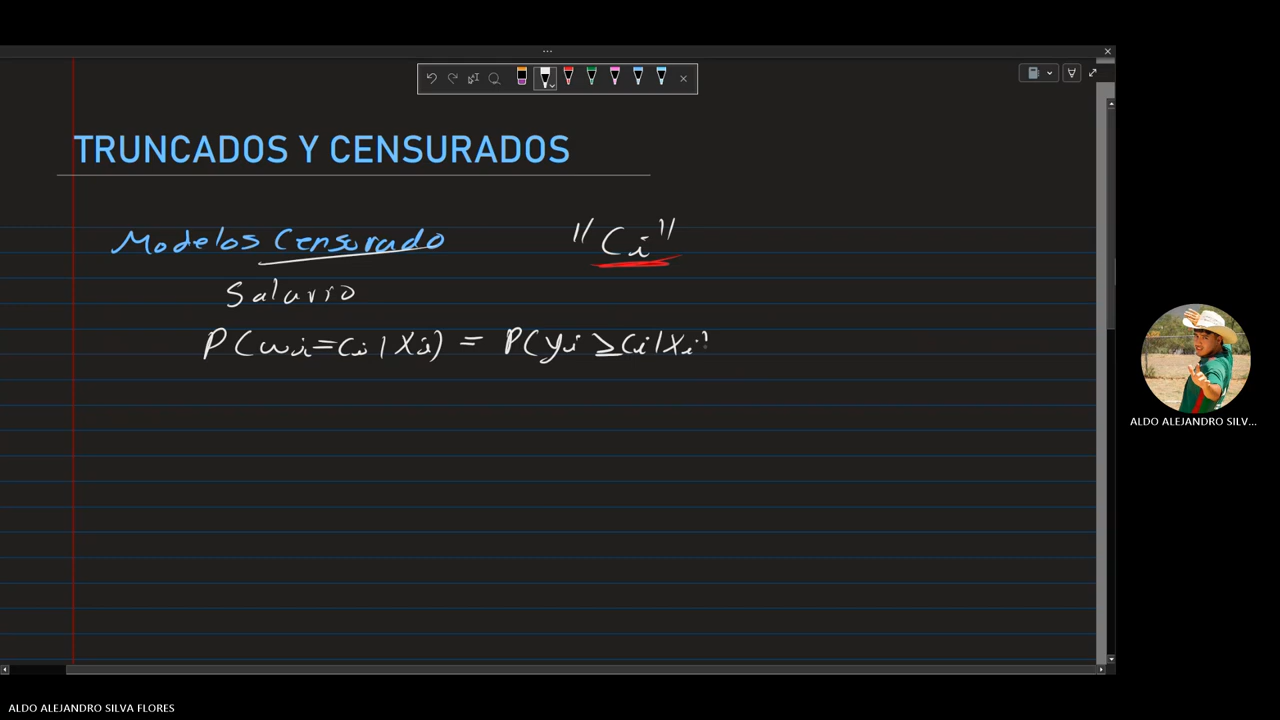 TRUNCADOS Y CENSURADOS
Modelos Censurado "Ci"
Salario
P(wi=ci|Xi) = P(yi ≥ci|Xi)
ALDO ALEJANDRO SILV...
ALDO ALEJANDRO SILVA FLORES